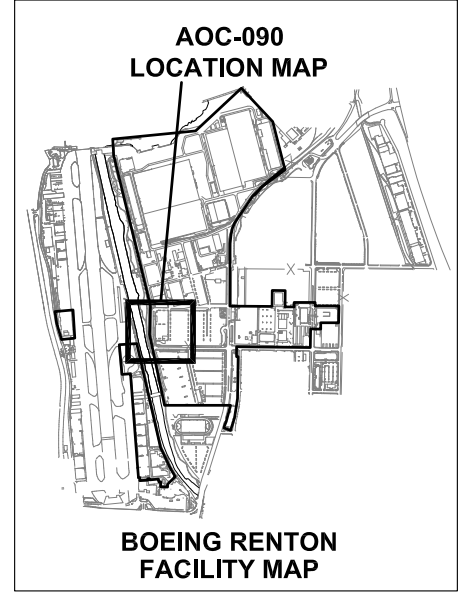 AOC-090
LOCATION MAP
X
X
BOEING RENTON
FACILITY MAP